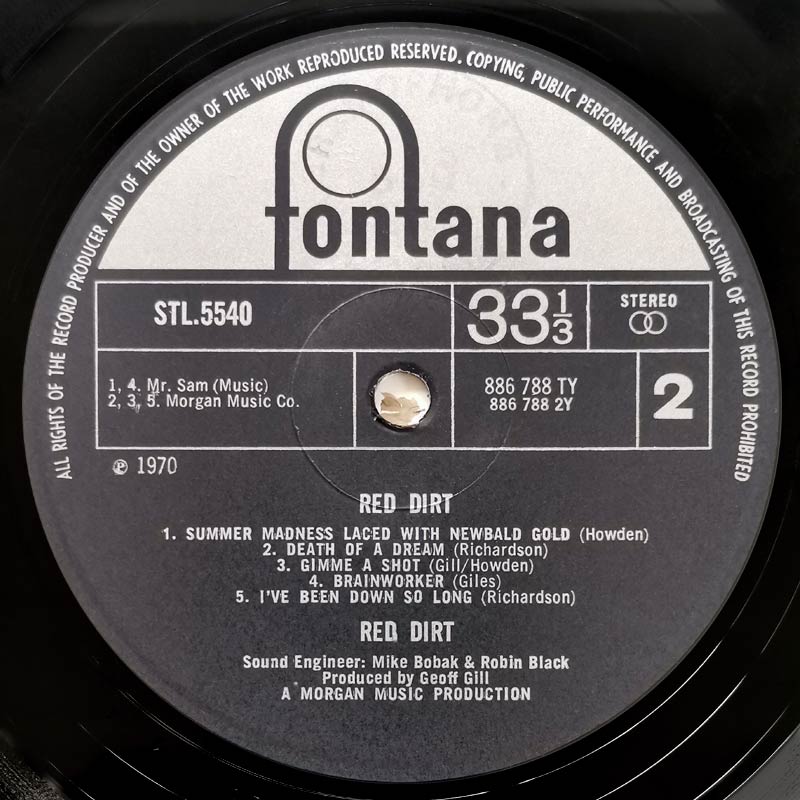 ALL RIGHTS OF THE RECORD PRODUCER AND OF THE OWNER OF THE WORK REPRODUCED RESERVED. COPYING, PUBLIC PERFORMANCE AND BROADCASTING OF THIS RECORD PROHIBITED
fontana
STL.5540
33 1/3
STEREO
1, 4. Mr. Sam (Music)
2, 3, 5. Morgan Music Co.
886 788 TY
886 788 2Y
2
℗ 1970
RED DIRT
1. SUMMER MADNESS LACED WITH NEWBALD GOLD (Howden)
2. DEATH OF A DREAM (Richardson)
3. GIMME A SHOT (Gill/Howden)
4. BRAINWORKER (Giles)
5. I'VE BEEN DOWN SO LONG (Richardson)
RED DIRT
Sound Engineer: Mike Bobak & Robin Black
Produced by Geoff Gill
A MORGAN MUSIC PRODUCTION